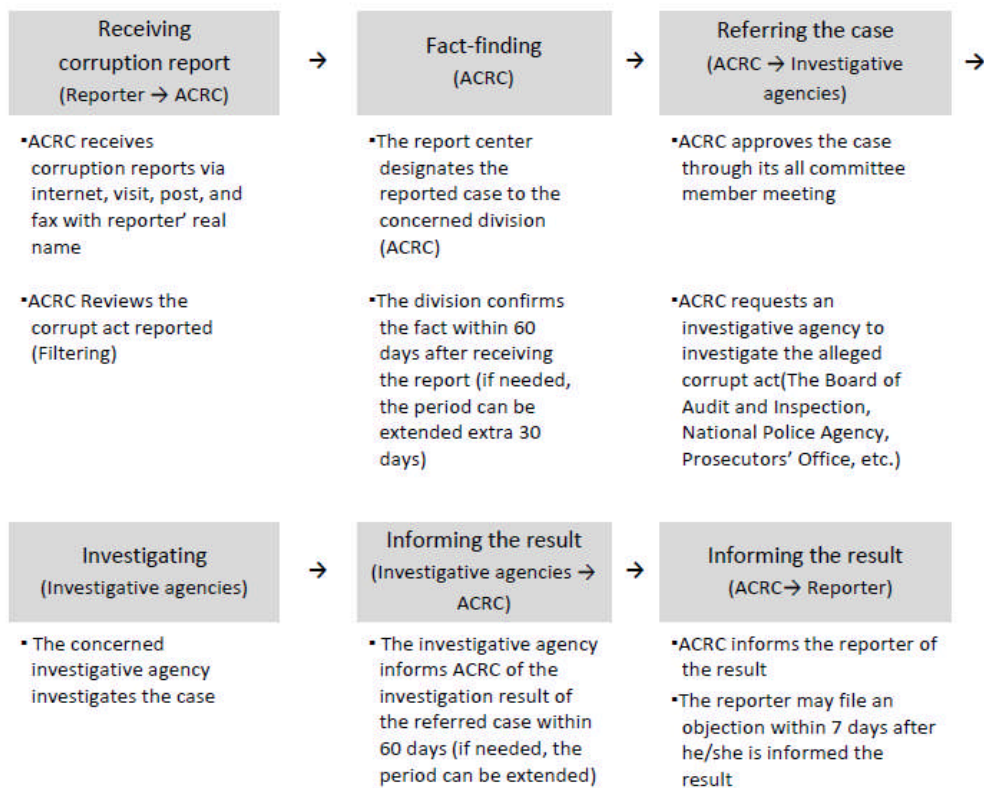 Receiving
corruption report
(Reporter → ACRC)
→
Fact-finding
(ACRC)
→
Referring the case
(ACRC → Investigative
agencies)
→
▪ACRC receives
corruption reports via
internet, visit, post, and
fax with reporter' real
name
▪ACRC Reviews the
corrupt act reported
(Filtering)
▪The report center
designates the
reported case to the
concerned division
(ACRC)
▪The division confirms
the fact within 60
days after receiving
the report (if needed,
the period can be
extended extra 30
days)
▪ACRC approves the case
through its all committee
member meeting
▪ACRC requests an
investigative agency to
investigate the alleged
corrupt act(The Board of
Audit and Inspection,
National Police Agency,
Prosecutors' Office, etc.)
Investigating
(Investigative agencies)
→
Informing the result
(Investigative agencies →
ACRC)
→
Informing the result
(ACRC→ Reporter)
▪ The concerned
investigative agency
investigates the case
▪ The investigative agency
informs ACRC of the
investigation result of
the referred case within
60 days (if needed, the
period can be extended)
▪ACRC informs the reporter of
the result
▪The reporter may file an
objection within 7 days after
he/she is informed the
result